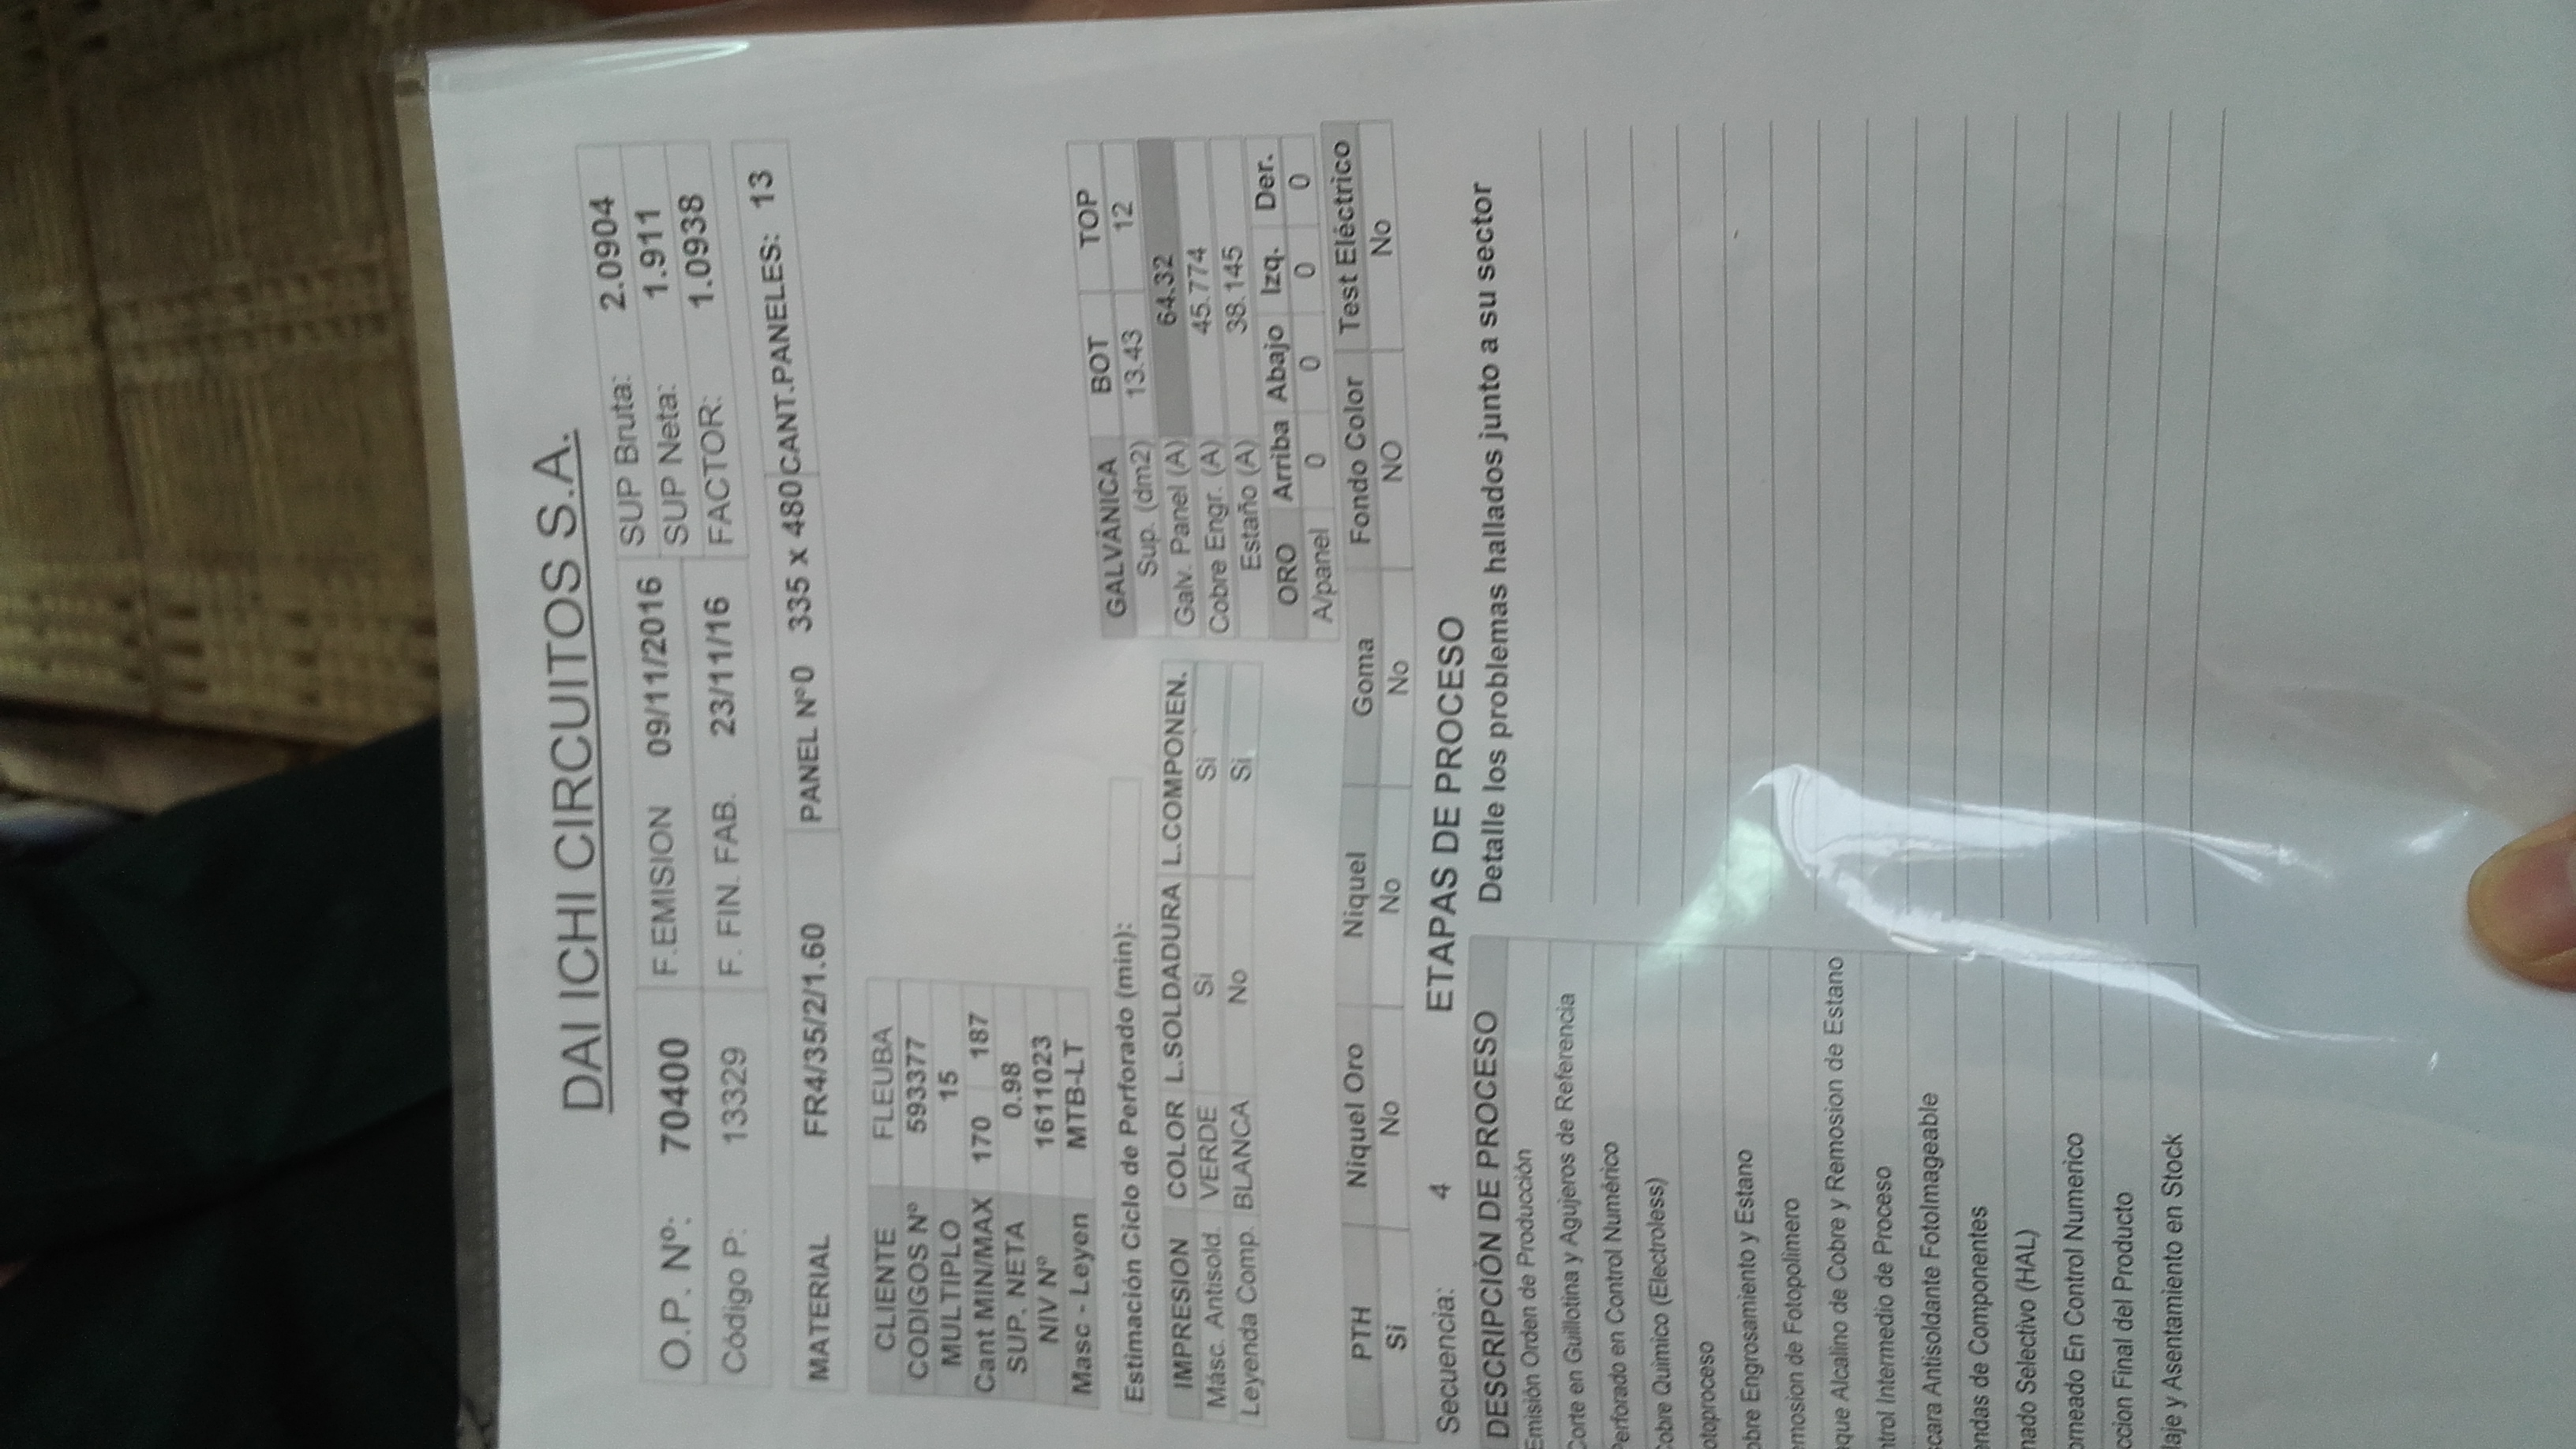 DAI ICHI CIRCUITOS S.A.
O.P. Nº: 70400 F.EMISION 09/11/2016 SUP Bruta: 2.0904
SUP Neta: 1.911
Código P: 13329 F. FIN. FAB. 23/11/16 FACTOR: 1.0938
MATERIAL FR4/35/2/1.60 PANEL Nº0 335 x 480 CANT.PANELES: 13
CLIENTE FLEUBA
CODIGOS Nº 593377
MULTIPLO 15
Cant MIN/MAX 170 187
SUP. NETA 0.98
NIV Nº 1611023
Masc - Leyen MTB-LT
Estimación Ciclo de Perforado (min):
IMPRESION COLOR L.SOLDADURA L.COMPONEN.
Másc. Antisold. VERDE Si Si
Leyenda Comp. BLANCA No Si
GALVÁNICA BOT TOP
Sup. (dm2) 13.43 12
Galv. Panel (A) 64.32
Cobre Engr. (A) 45.774
Estaño (A) 38.145
ORO Arriba Abajo Izq. Der.
A/panel 0 0 0 0
PTH Niquel Oro Niquel Goma Fondo Color Test Eléctrico
Si No No No NO No
Secuencia: 4 ETAPAS DE PROCESO
DESCRIPCIÓN DE PROCESO Detalle los problemas hallados junto a su sector
Emisión Orden de Producción
Corte en Guillotina y Agujeros de Referencia
Perforado en Control Numérico
Cobre Quimico (Electroless)
otoproceso
obre Engrosamiento y Estano
emosion de Fotopolimero
que Alcalino de Cobre y Remosion de Estano
ntrol Intermedio de Proceso
scara Antisoldante FotoImageable
endas de Componentes
nado Selectivo (HAL)
orneado En Control Numerico
ccion Final del Producto
laje y Asentamiento en Stock